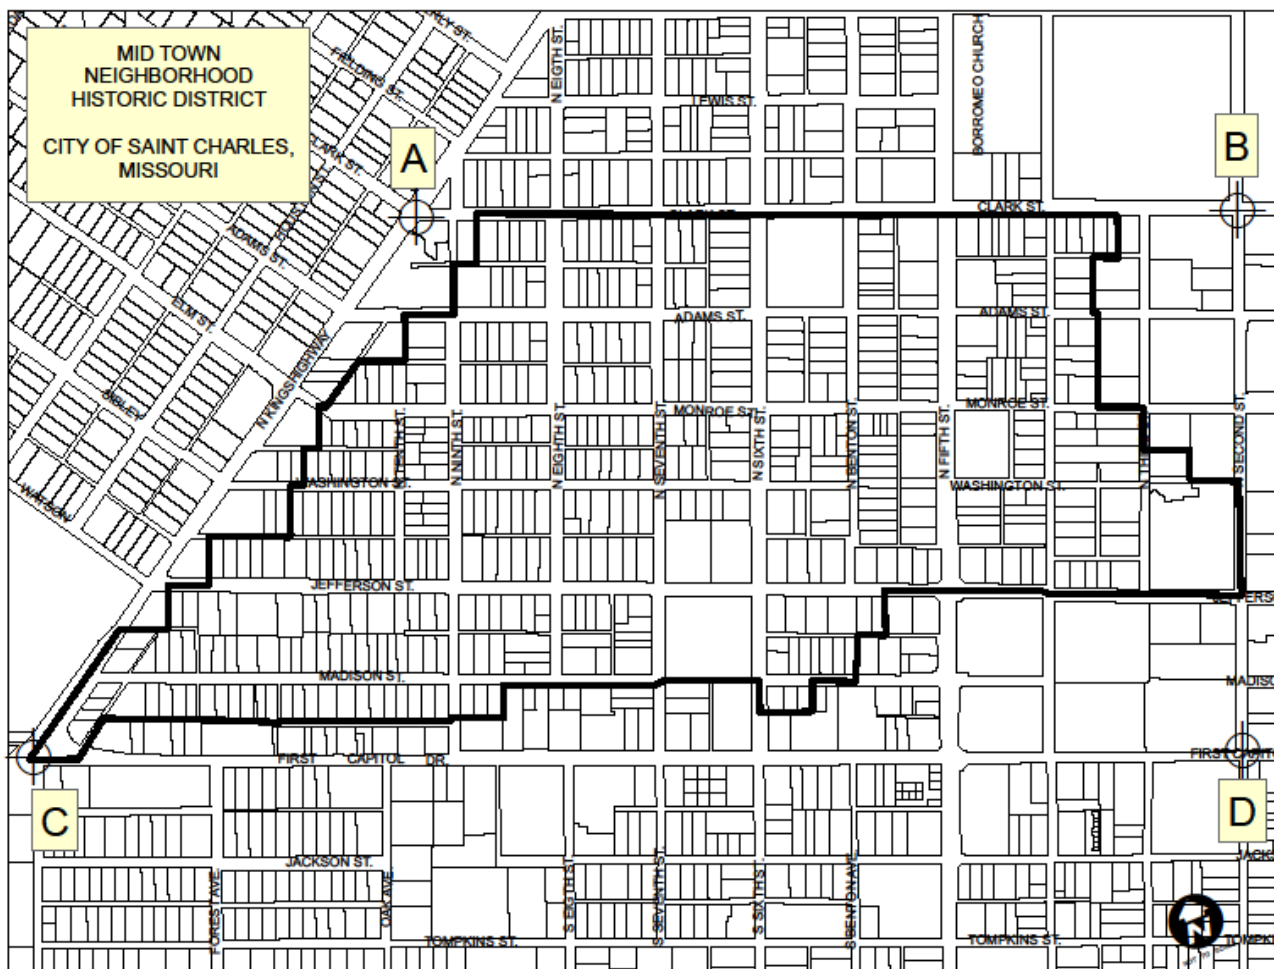 MID TOWN
NEIGHBORHOOD
HISTORIC DISTRICT
CITY OF SAINT CHARLES,
MISSOURI
FIELDING ST.
N EIGTH ST.
LEWIS ST.
BORROMEO CHURCH
CLARK ST.
A
B
CLARK ST.
ADAMS ST.
ELM ST.
ADAMS ST.
ADAMS ST.
SIBLEY
N KINGSHIGHWAY
MONROE ST.
MONROE ST.
N NINTH ST.
N EIGHTH ST.
N SEVENTH ST.
N SIXTH ST.
N BENTON ST.
N FIFTH ST.
SECOND ST.
WATSON
WASHINGTON ST.
JEFFERSON ST.
MADISON ST.
FIRST CAPITOL DR.
C
D
JACKSON ST.
FOREST AVE.
OAK AVE.
S EIGTH ST.
S SEVENTH ST.
S SIXTH ST.
S BENTON AVE.
TOMPKINS ST.
TOMPKINS ST.
N